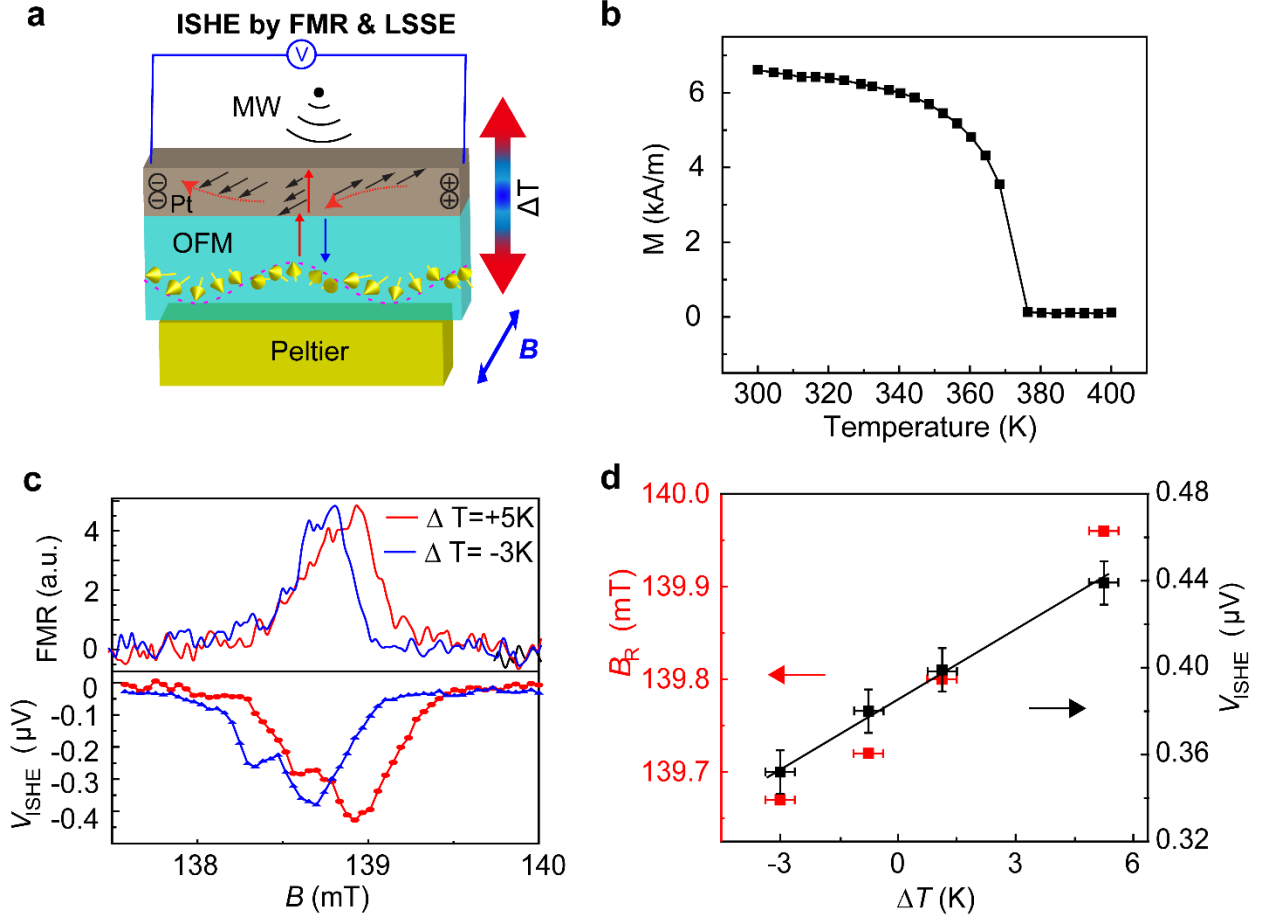 a
ISHE by FMR & LSSE
V
MW
ΔT
Pt
OFM
Peltier
B
b
M (kA/m)
6
4
2
0
300 320 340 360 380 400
Temperature (K)
c
FMR (a.u.)
4
2
0
Δ T=+5K
Δ T= -3K
V_ISHE (µV)
0
-0.1
-0.2
-0.3
-0.4
138 139 140
B (mT)
d
B_R (mT)
140.0
139.9
139.8
139.7
V_ISHE (µV)
0.48
0.44
0.40
0.36
0.32
-3 0 3 6
ΔT (K)